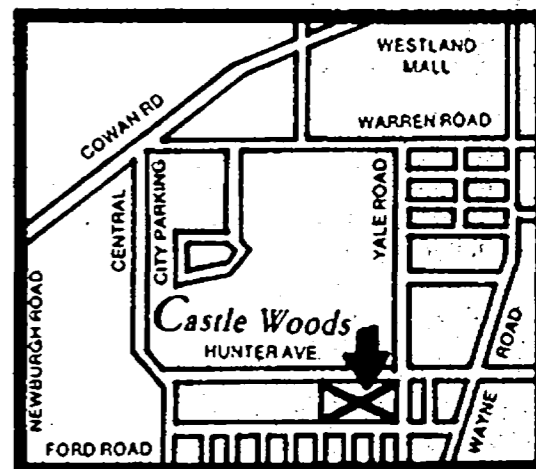 WESTLAND
MALL
COWAN RD
WARREN ROAD
CENTRAL
CITY PARKING
YALE ROAD
NEWBURGH ROAD
Castle Woods
HUNTER AVE.
ROAD
WAYNE
FORD ROAD